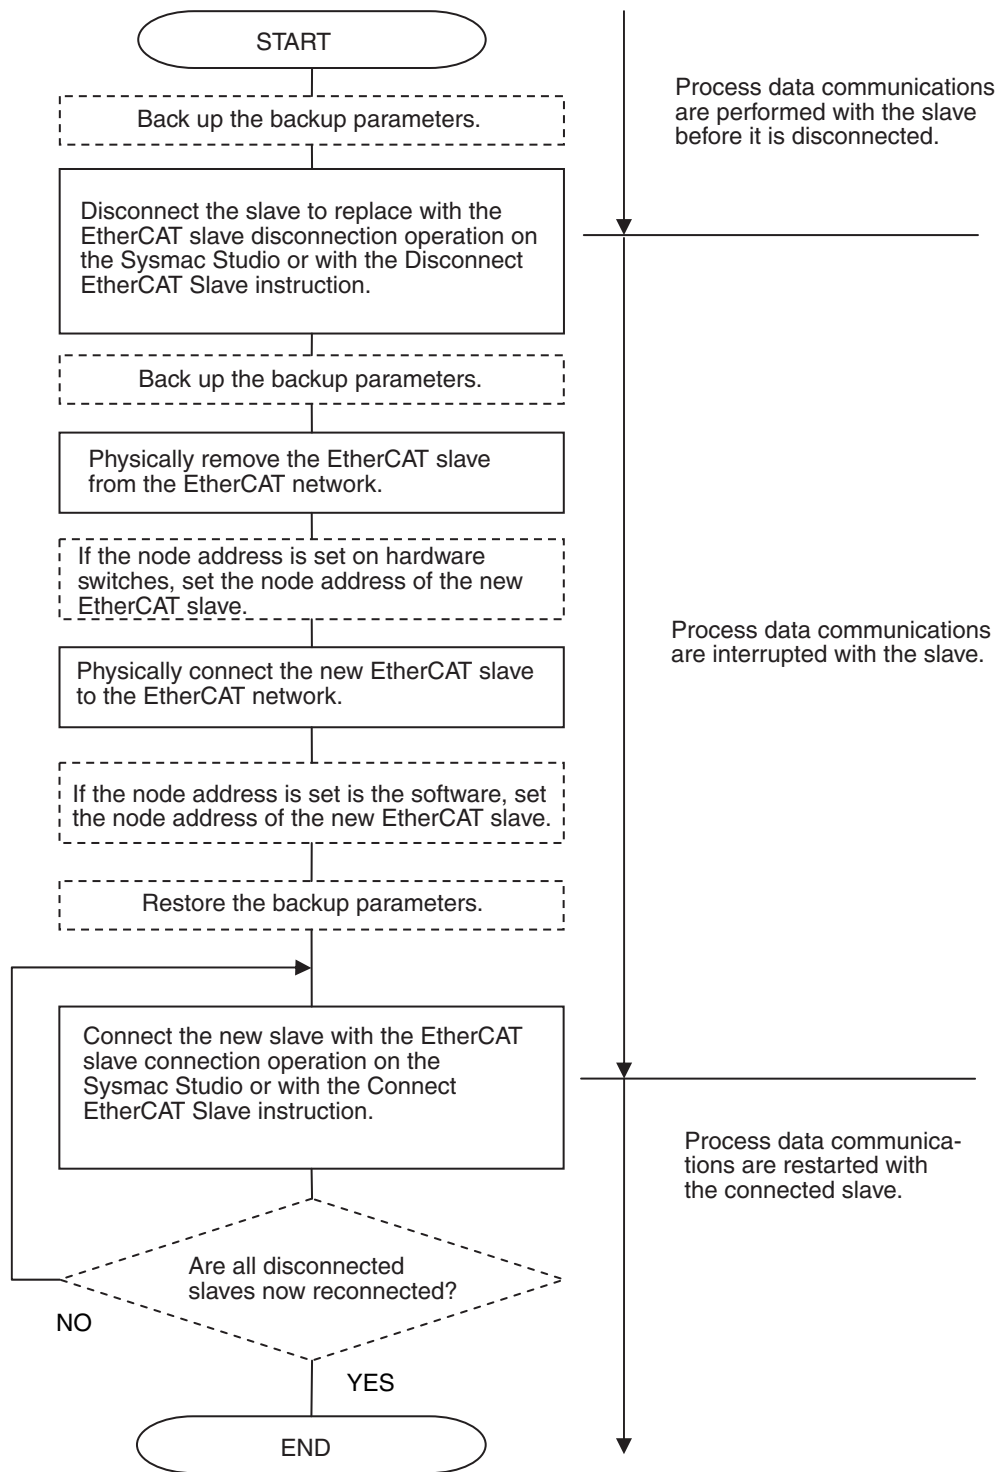 START
Process data communications
are performed with the slave
before it is disconnected.
Back up the backup parameters.
Disconnect the slave to replace with the
EtherCAT slave disconnection operation on
the Sysmac Studio or with the Disconnect
EtherCAT Slave instruction.
Back up the backup parameters.
Physically remove the EtherCAT slave
from the EtherCAT network.
If the node address is set on hardware
switches, set the node address of the new
EtherCAT slave.
Process data communications
are interrupted with the slave.
Physically connect the new EtherCAT slave
to the EtherCAT network.
If the node address is set is the software, set
the node address of the new EtherCAT slave.
Restore the backup parameters.
Connect the new slave with the EtherCAT
slave connection operation on the
Sysmac Studio or with the Connect
EtherCAT Slave instruction.
Process data communica-
tions are restarted with
the connected slave.
Are all disconnected
slaves now reconnected?
NO
YES
END